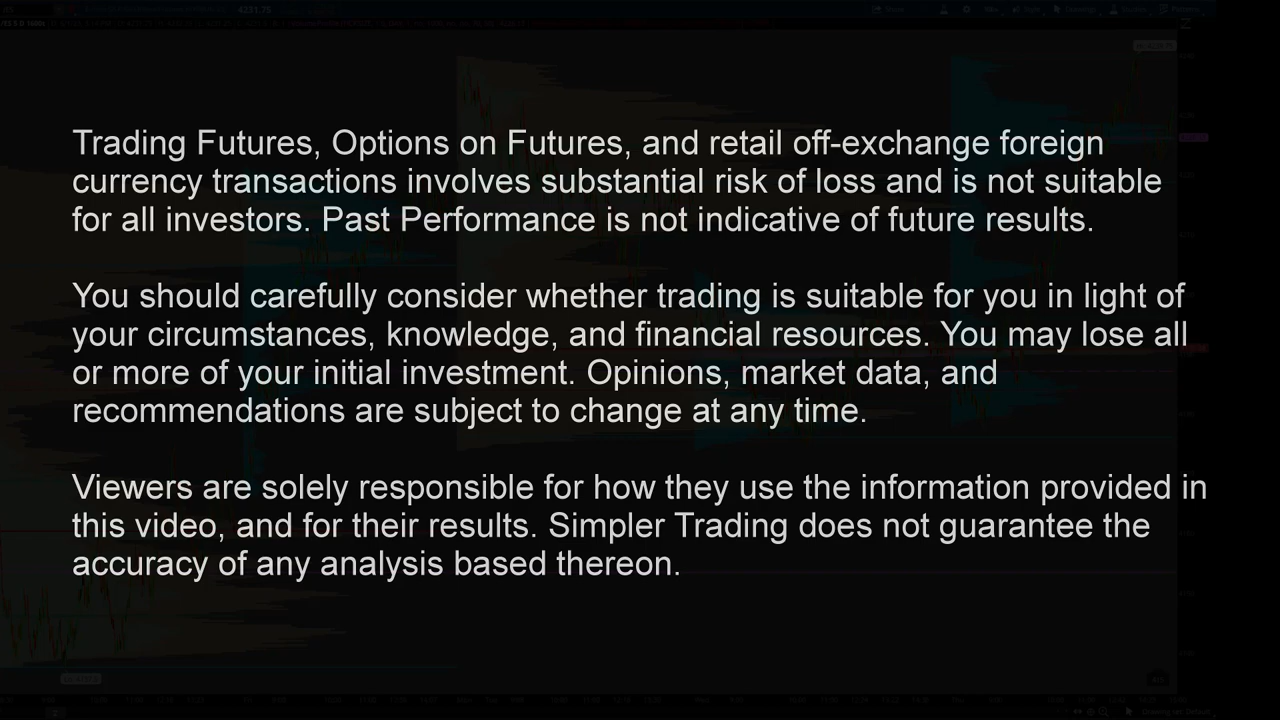 4231.75
Trading Futures, Options on Futures, and retail off-exchange foreign
currency transactions involves substantial risk of loss and is not suitable
for all investors. Past Performance is not indicative of future results.
You should carefully consider whether trading is suitable for you in light of
your circumstances, knowledge, and financial resources. You may lose all
or more of your initial investment. Opinions, market data, and
recommendations are subject to change at any time.
Viewers are solely responsible for how they use the information provided in
this video, and for their results. Simpler Trading does not guarantee the
accuracy of any analysis based thereon.